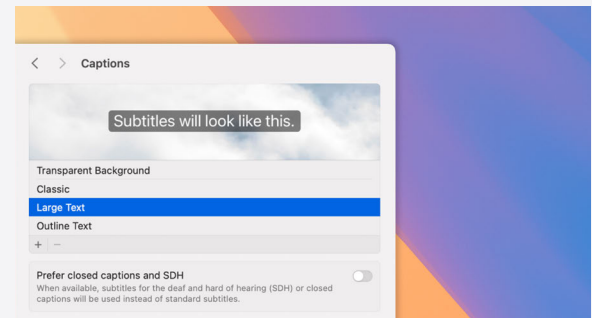 Captions
Subtitles will look like this.
Transparent Background
Classic
Large Text
Outline Text
+ −
Prefer closed captions and SDH
When available, subtitles for the deaf and hard of hearing (SDH) or closed
captions will be used instead of standard subtitles.